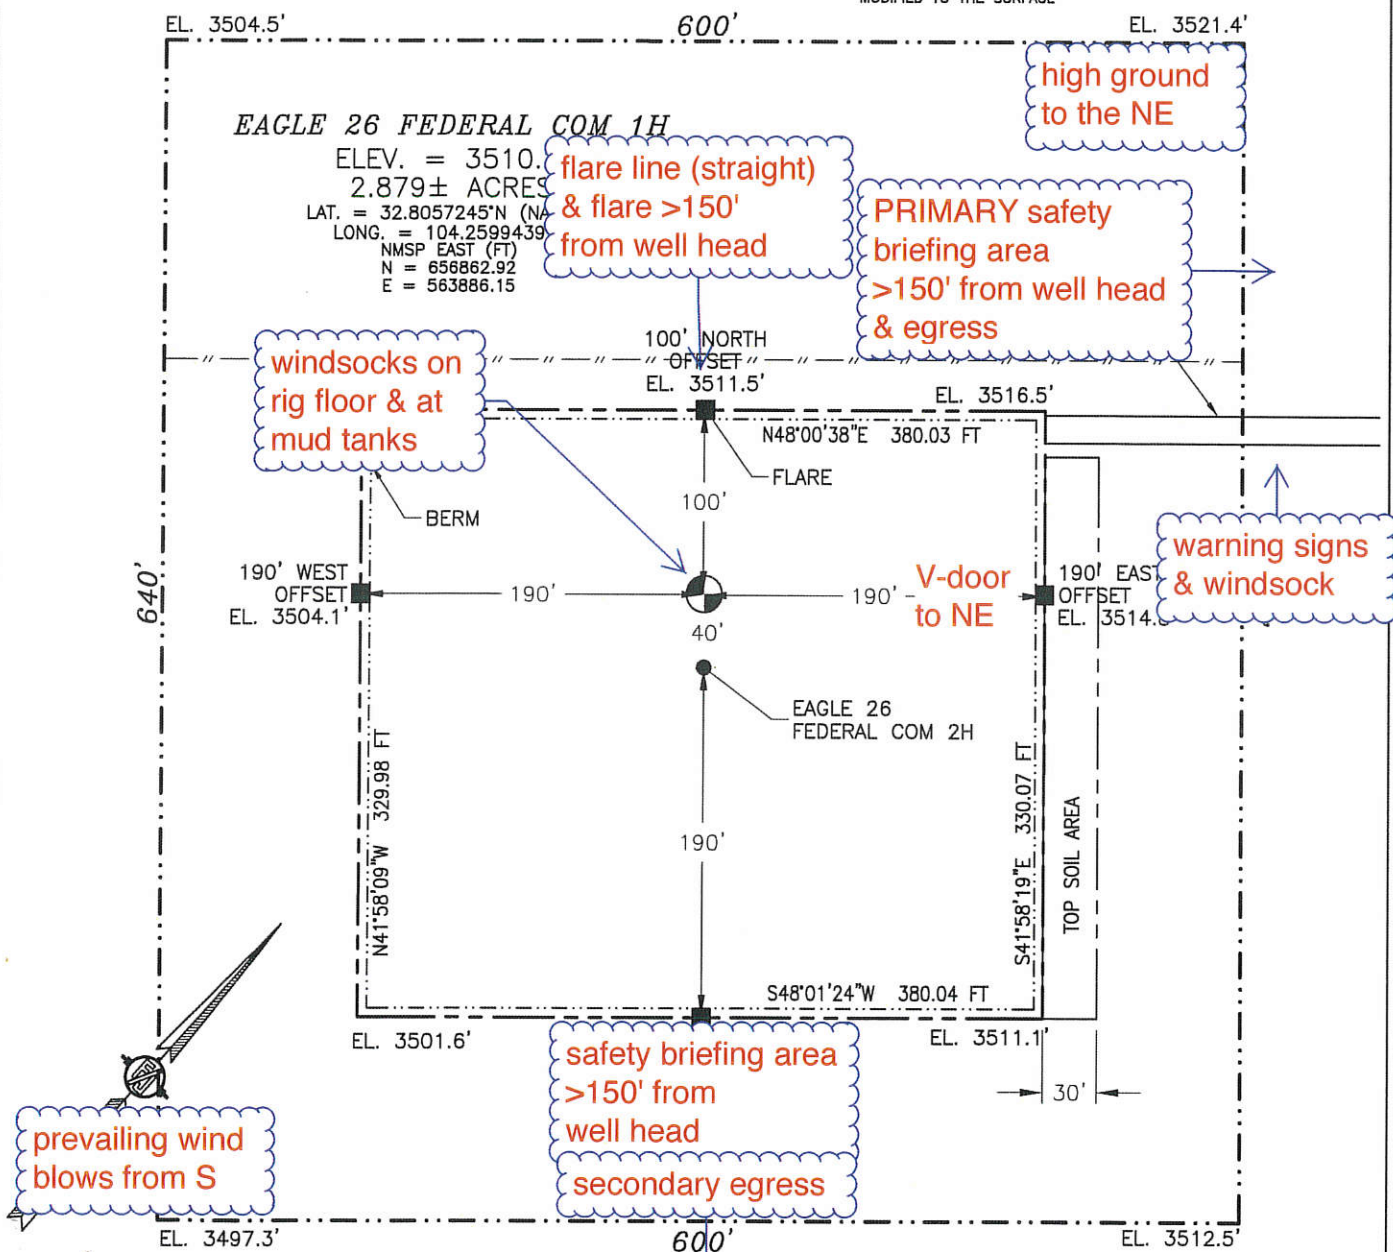 MODIFIED TO THE SURFACE
EL. 3504.5'
600'
EL. 3521.4'
high ground
to the NE
EAGLE 26 FEDERAL COM 1H
ELEV. = 3510.
2.879± ACRES
LAT. = 32.8057245°N (NA
LONG. = 104.2599439
NMSP EAST (FT)
N = 656862.92
E = 563886.15
flare line (straight)
& flare >150'
from well head
PRIMARY safety
briefing area
>150' from well head
& egress
windsocks on
rig floor & at
mud tanks
100' NORTH
OFFSET
EL. 3511.5'
EL. 3516.5'
N48°00'38"E 380.03 FT
FLARE
BERM
100'
640'
190' WEST
OFFSET
EL. 3504.1'
190'
190'
V-door
to NE
190' EAS
OFFSET
EL. 3514.
warning signs
& windsock
40'
EAGLE 26
FEDERAL COM 2H
N41°58'09"W 329.98 FT
190'
S41°58'19"E 330.07 FT
TOP SOIL AREA
S48°01'24"W 380.04 FT
EL. 3501.6'
EL. 3511.1'
30'
safety briefing area
>150' from
well head
secondary egress
prevailing wind
blows from S
EL. 3497.3'
600'
EL. 3512.5'